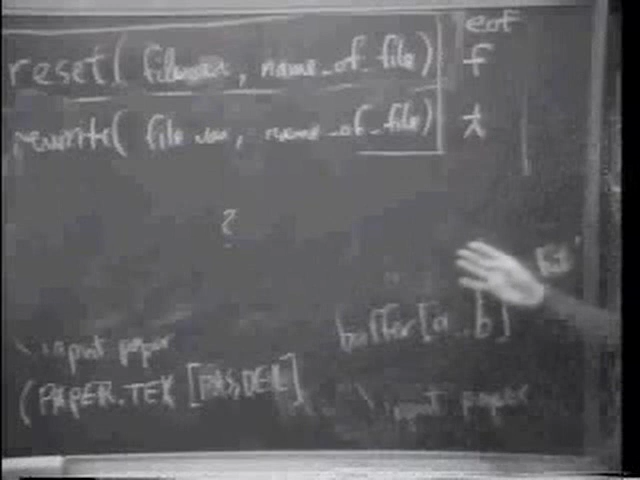 eof
reset( filevar, name_of_file) f
rewrite( file var, name_of_file) t
?
buffer[a..b]
\input paper
(PAPER.TEX [PAS,DEK]
\input paper